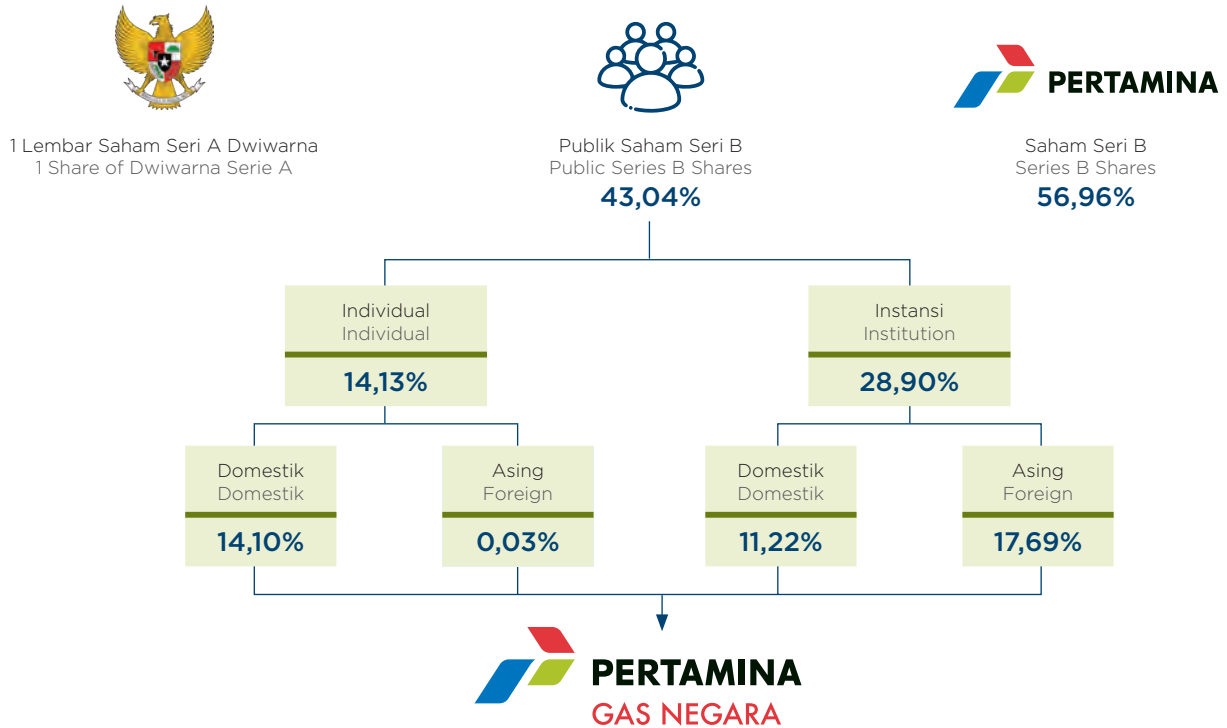 PERTAMINA
1 Lembar Saham Seri A Dwiwarna
1 Share of Dwiwarna Serie A
Publik Saham Seri B
Public Series B Shares
43,04%
Saham Seri B
Series B Shares
56,96%
Individual
Individual
14,13%
Instansi
Institution
28,90%
Domestik
Domestik
14,10%
Asing
Foreign
0,03%
Domestik
Domestik
11,22%
Asing
Foreign
17,69%
PERTAMINA
GAS NEGARA